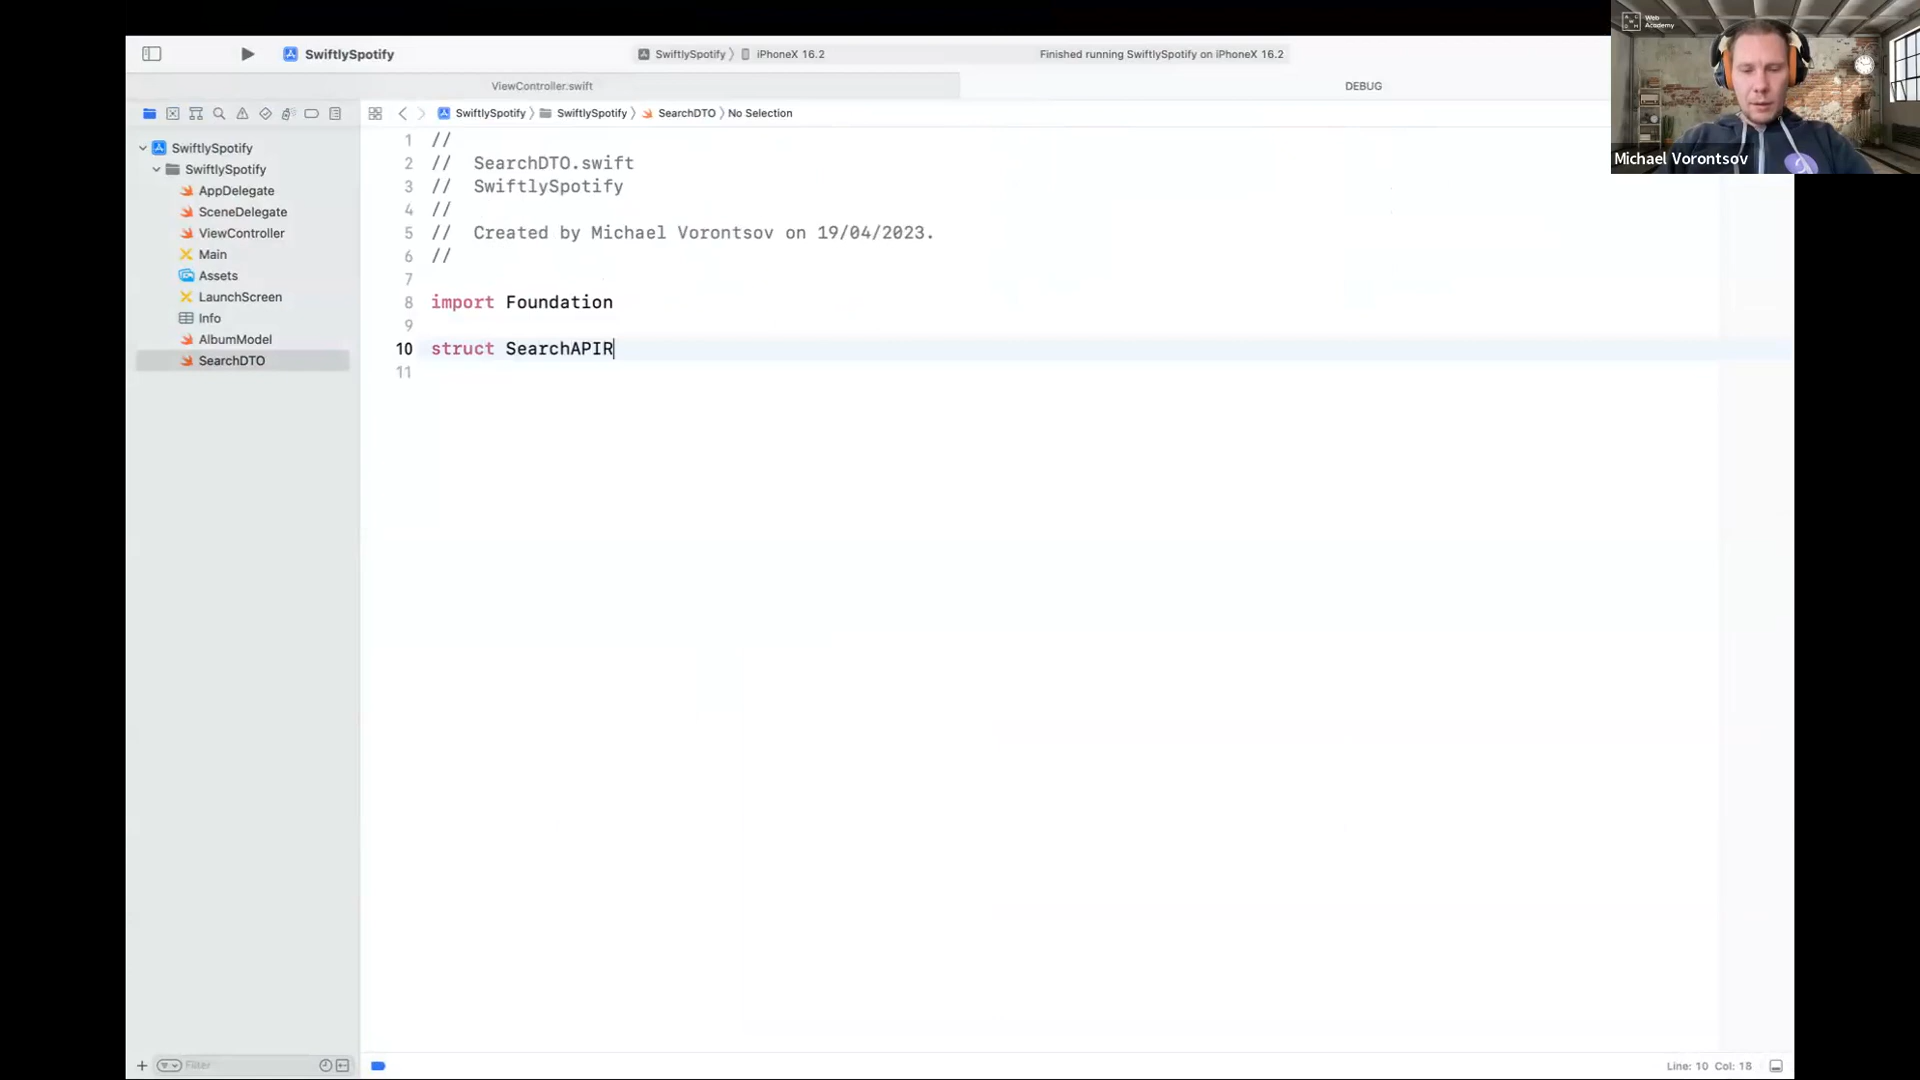 SwiftlySpotify
SwiftlySpotify 〉 iPhoneX 16.2
Finished running SwiftlySpotify on iPhoneX 16.2
Web
Academy
Michael Vorontsov
ViewController.swift
DEBUG
SwiftlySpotify 〉 SwiftlySpotify 〉 SearchDTO 〉 No Selection
SwiftlySpotify
SwiftlySpotify
AppDelegate
SceneDelegate
ViewController
Main
Assets
LaunchScreen
Info
AlbumModel
SearchDTO
1 //
2 //  SearchDTO.swift
3 //  SwiftlySpotify
4 //
5 //  Created by Michael Vorontsov on 19/04/2023.
6 //
7
8 import Foundation
9
10 struct SearchAPIR
11
Filter
Line: 10 Col: 18